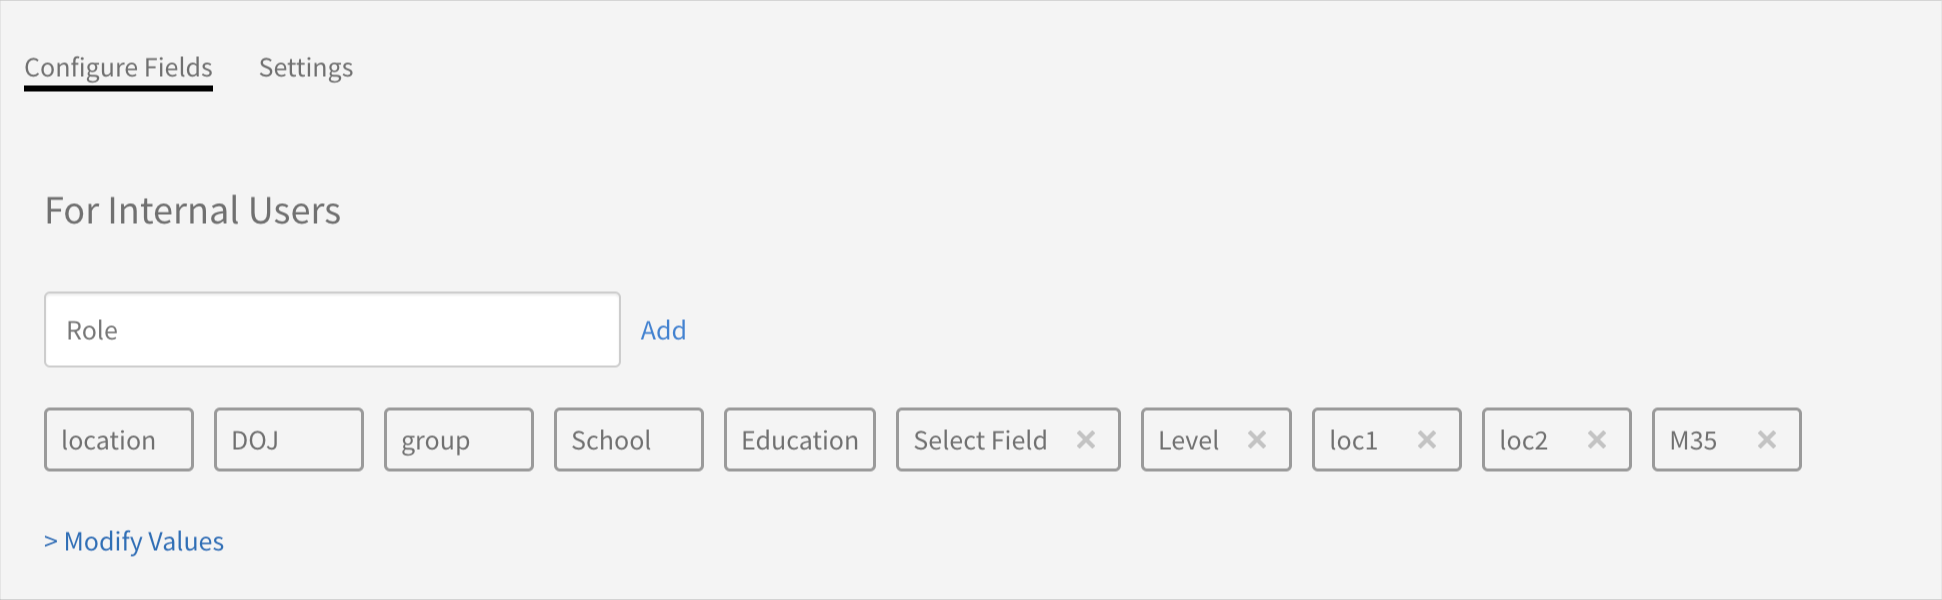 Configure Fields Settings
For Internal Users
Role Add
location DOJ group School Education Select Field × Level × loc1 × loc2 × M35 ×
> Modify Values